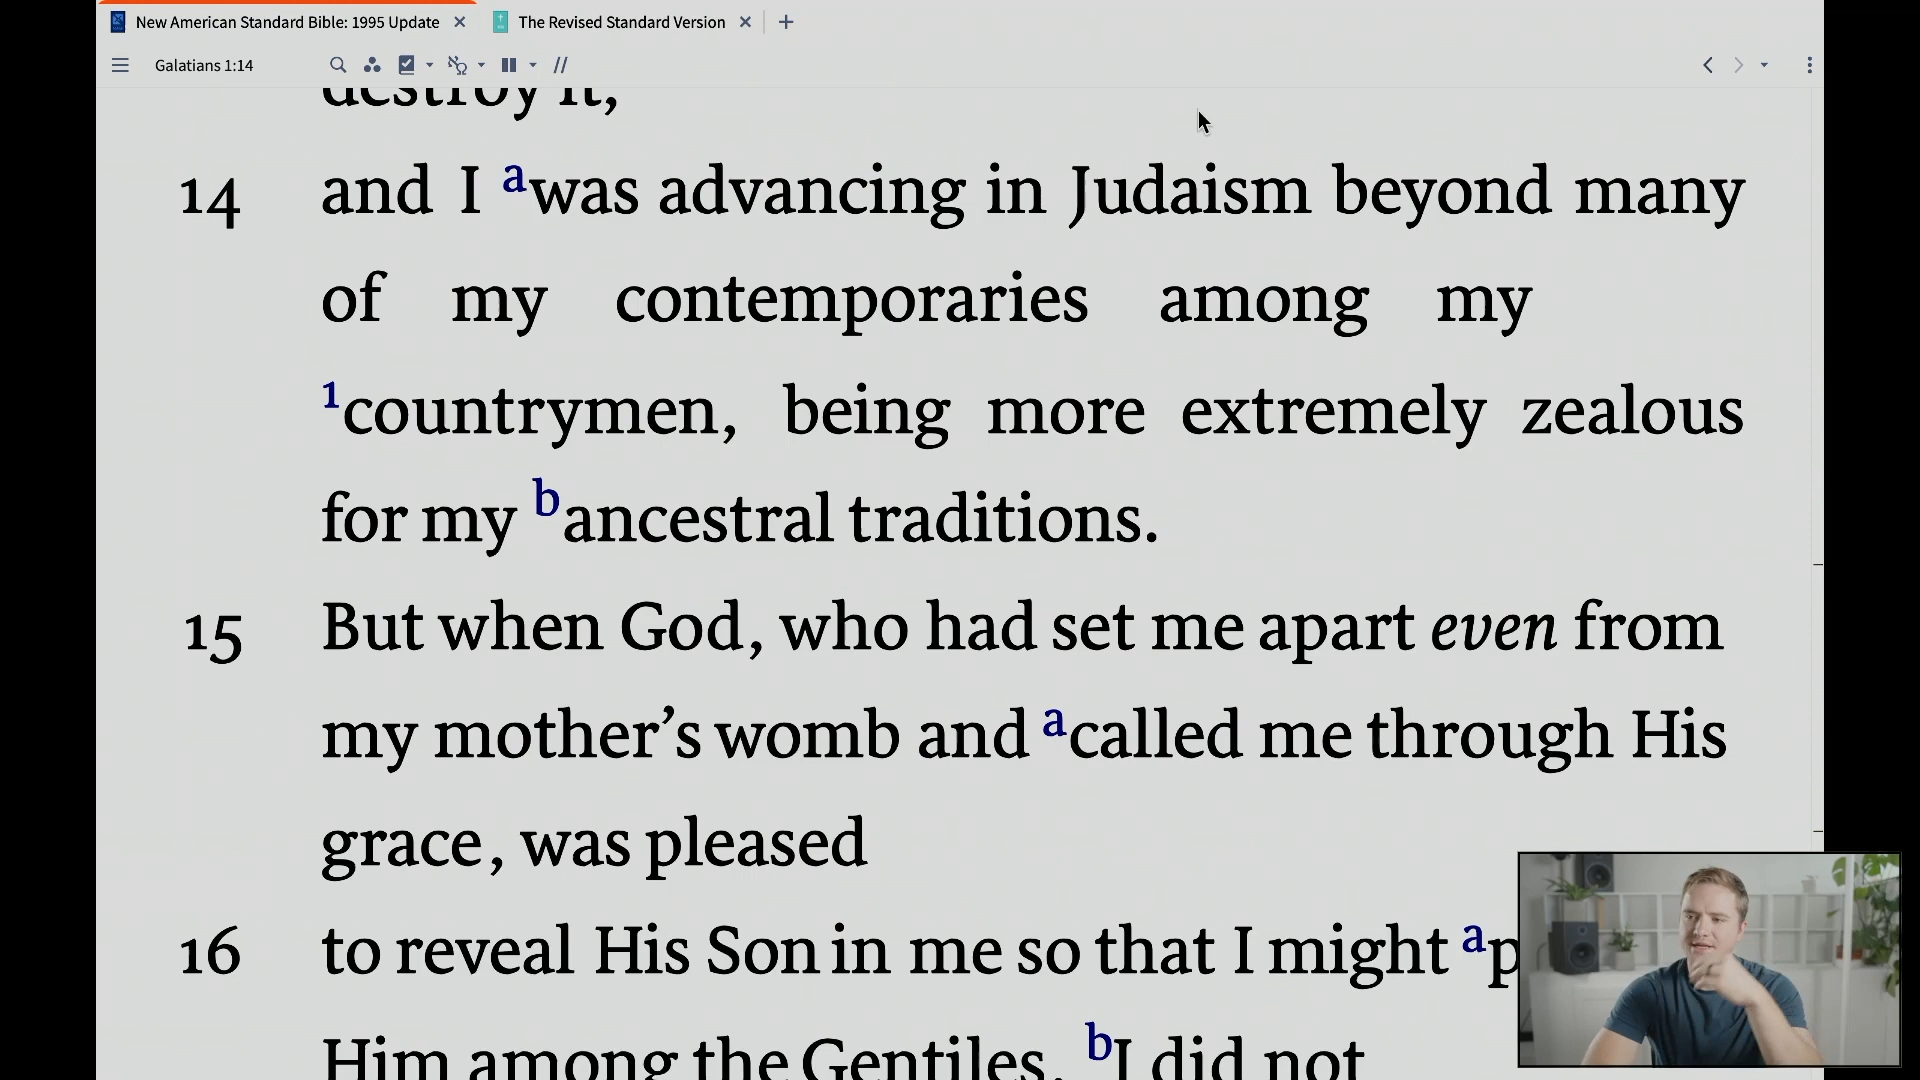 New American Standard Bible: 1995 Update
The Revised Standard Version
Galatians 1:14
destroy it,
14 and I a was advancing in Judaism beyond many
of my contemporaries among my
1countrymen, being more extremely zealous
for my b ancestral traditions.
15 But when God, who had set me apart even from
my mother’s womb and a called me through His
grace, was pleased
16 to reveal His Son in me so that I might a
Him among the Gentiles, b I did not